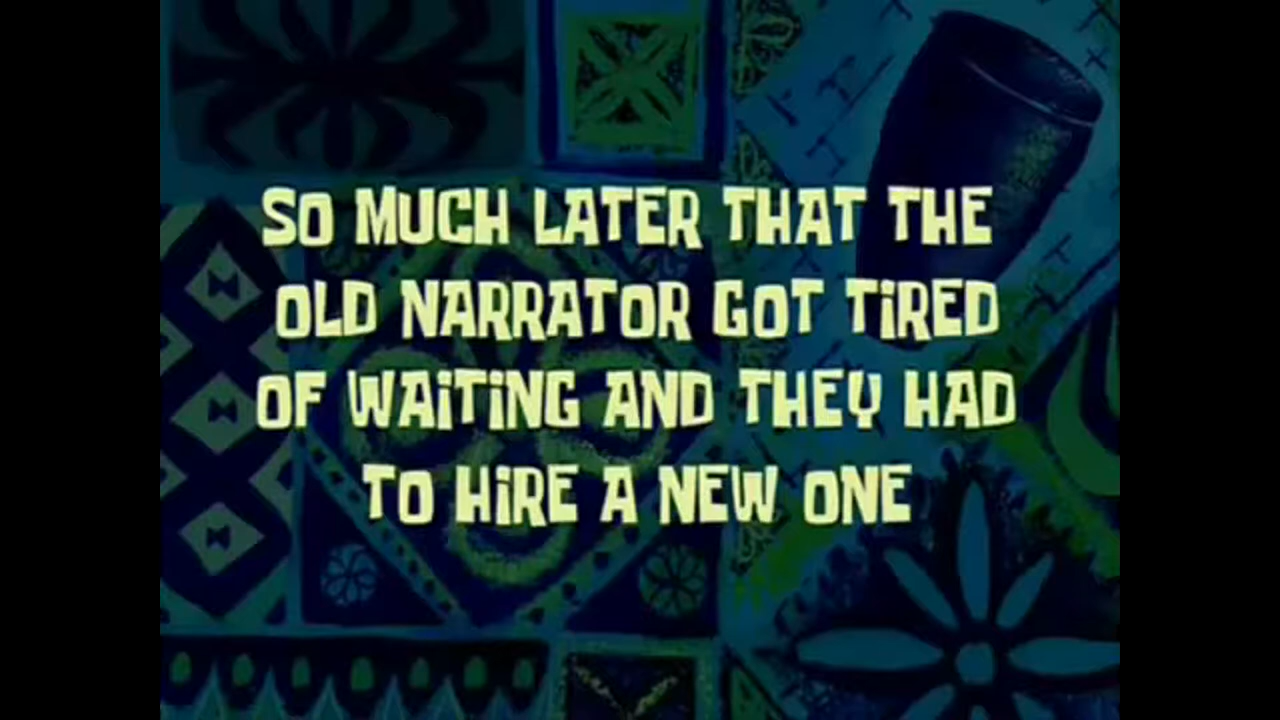 SO MUCH LATER THAT THE
OLD NARRATOR GOT TiRED
OF WAiTiNG AND THEY HAD
TO HiRE A NEW ONE